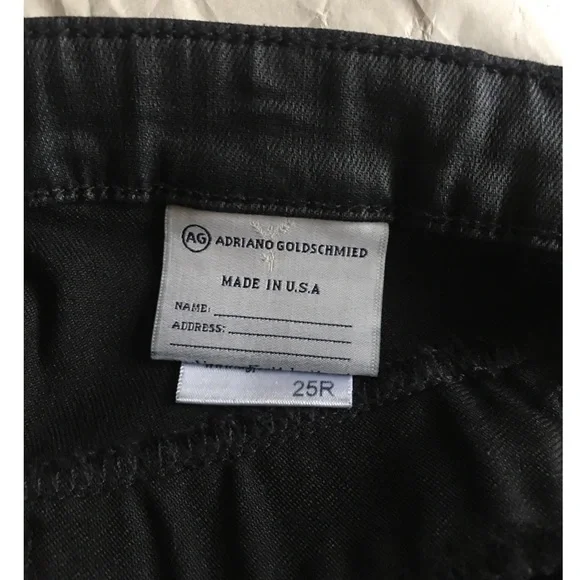 AG ADRIANO GOLDSCHMIED
MADE IN U.S.A
NAME:
ADDRESS:
25R